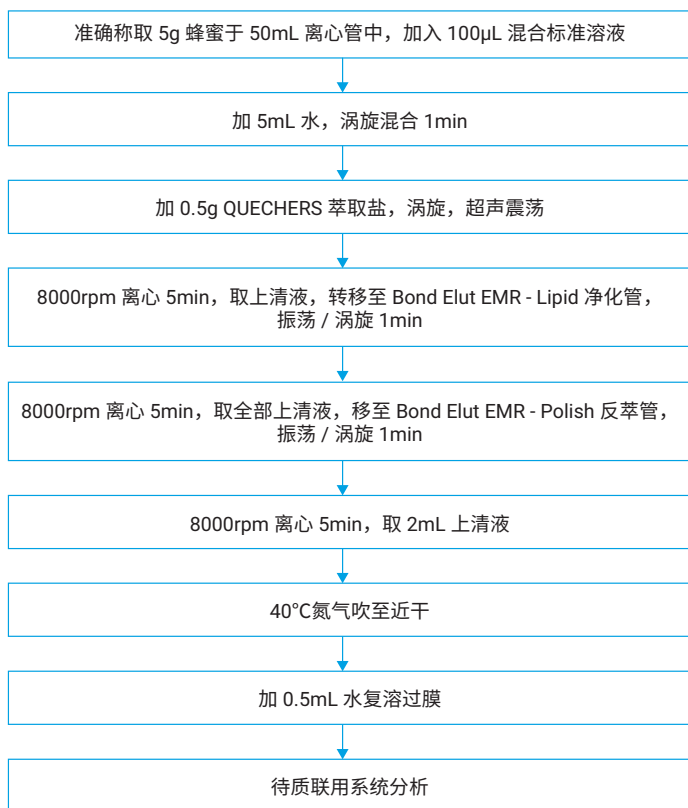 准确称取 5g 蜂蜜于 50mL 离心管中，加入 100µL 混合标准溶液
加 5mL 水，涡旋混合 1min
加 0.5g QUECHERS 萃取盐，涡旋，超声震荡
8000rpm 离心 5min，取上清液，转移至 Bond Elut EMR - Lipid 净化管，
振荡 / 涡旋 1min
8000rpm 离心 5min，取全部上清液，移至 Bond Elut EMR - Polish 反萃管，
振荡 / 涡旋 1min
8000rpm 离心 5min，取 2mL 上清液
40°C氮气吹至近干
加 0.5mL 水复溶过膜
待质联用系统分析